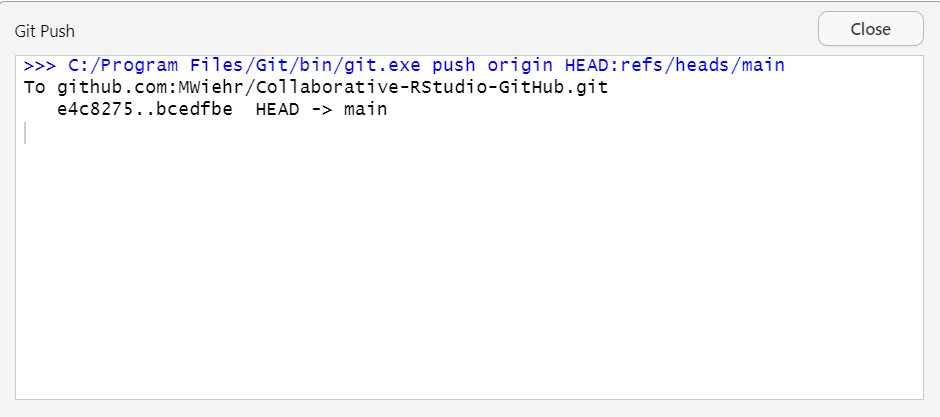 Git Push
Close
>>> C:/Program Files/Git/bin/git.exe push origin HEAD:refs/heads/main
To github.com:MWiehr/Collaborative-RStudio-GitHub.git
   e4c8275..bcedfbe  HEAD -> main